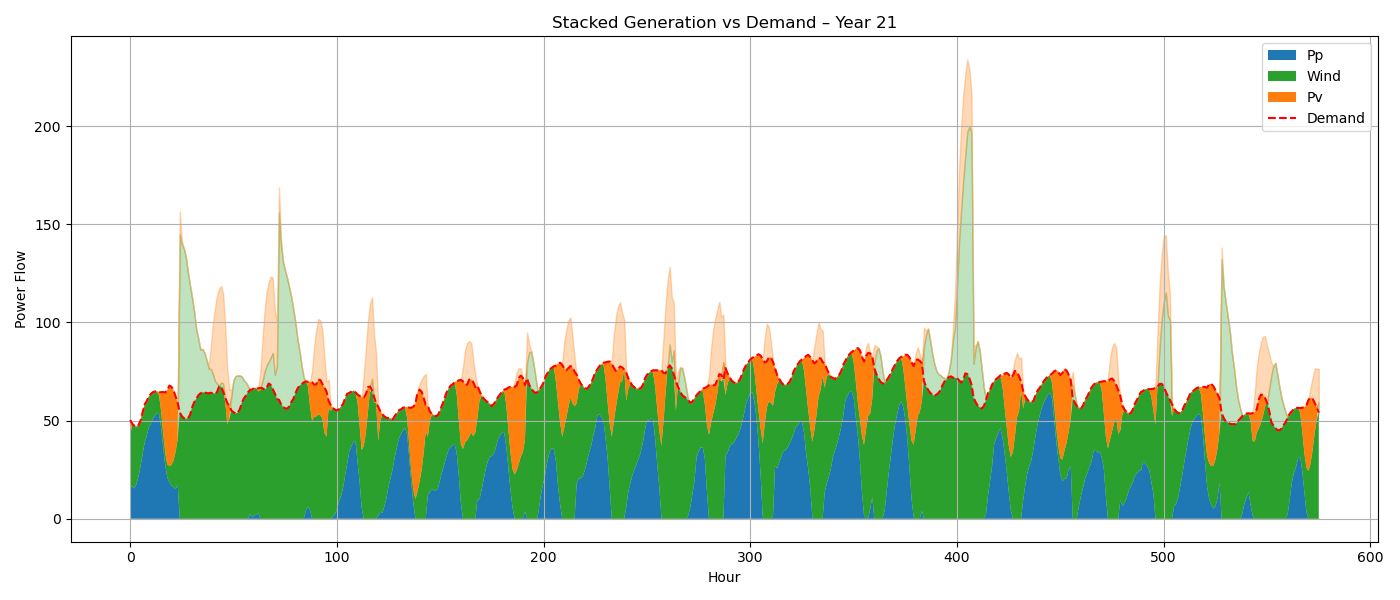 Stacked Generation vs Demand – Year 21
Power Flow
200
150
100
50
0
0 100 200 300 400 500 600
Hour
Pp
Wind
Pv
Demand